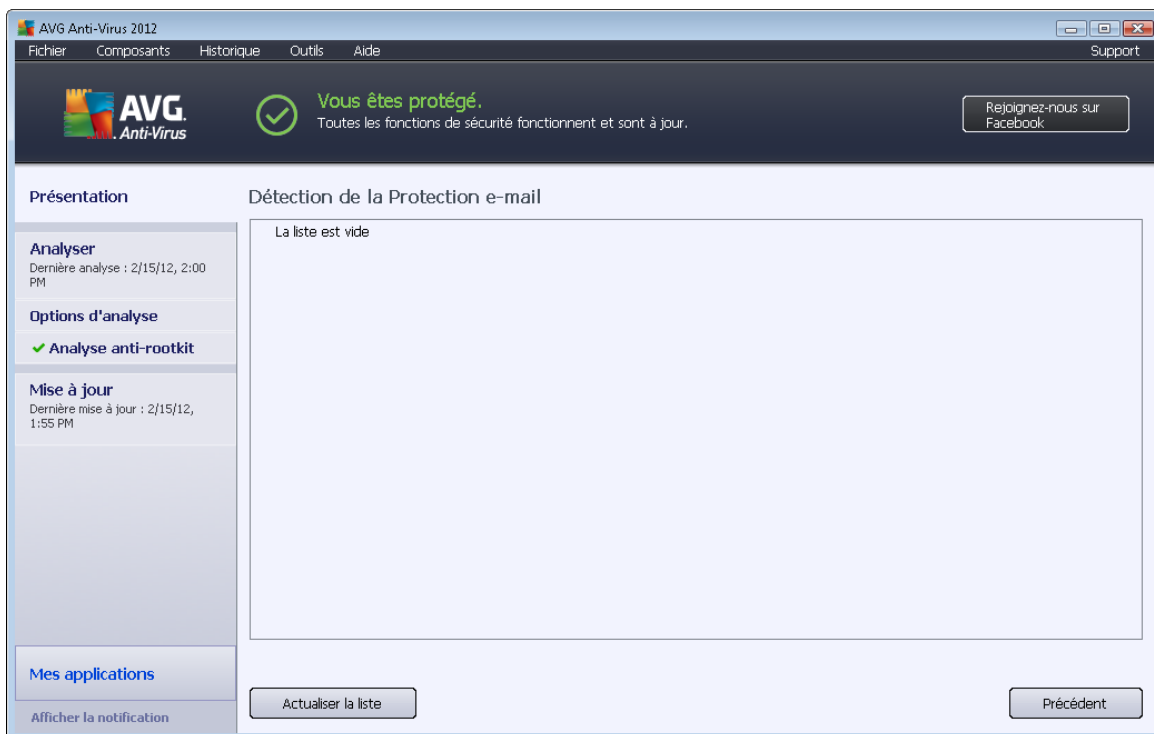 AVG Anti-Virus 2012
Fichier Composants Historique Outils Aide Support
AVG.
Anti-Virus
Vous êtes protégé.
Toutes les fonctions de sécurité fonctionnent et sont à jour.
Rejoignez-nous sur
Facebook
Présentation
Analyser
Dernière analyse : 2/15/12, 2:00
PM
Options d'analyse
Analyse anti-rootkit
Mise à jour
Dernière mise à jour : 2/15/12,
1:55 PM
Mes applications
Afficher la notification
Détection de la Protection e-mail
La liste est vide
Actualiser la liste
Précédent